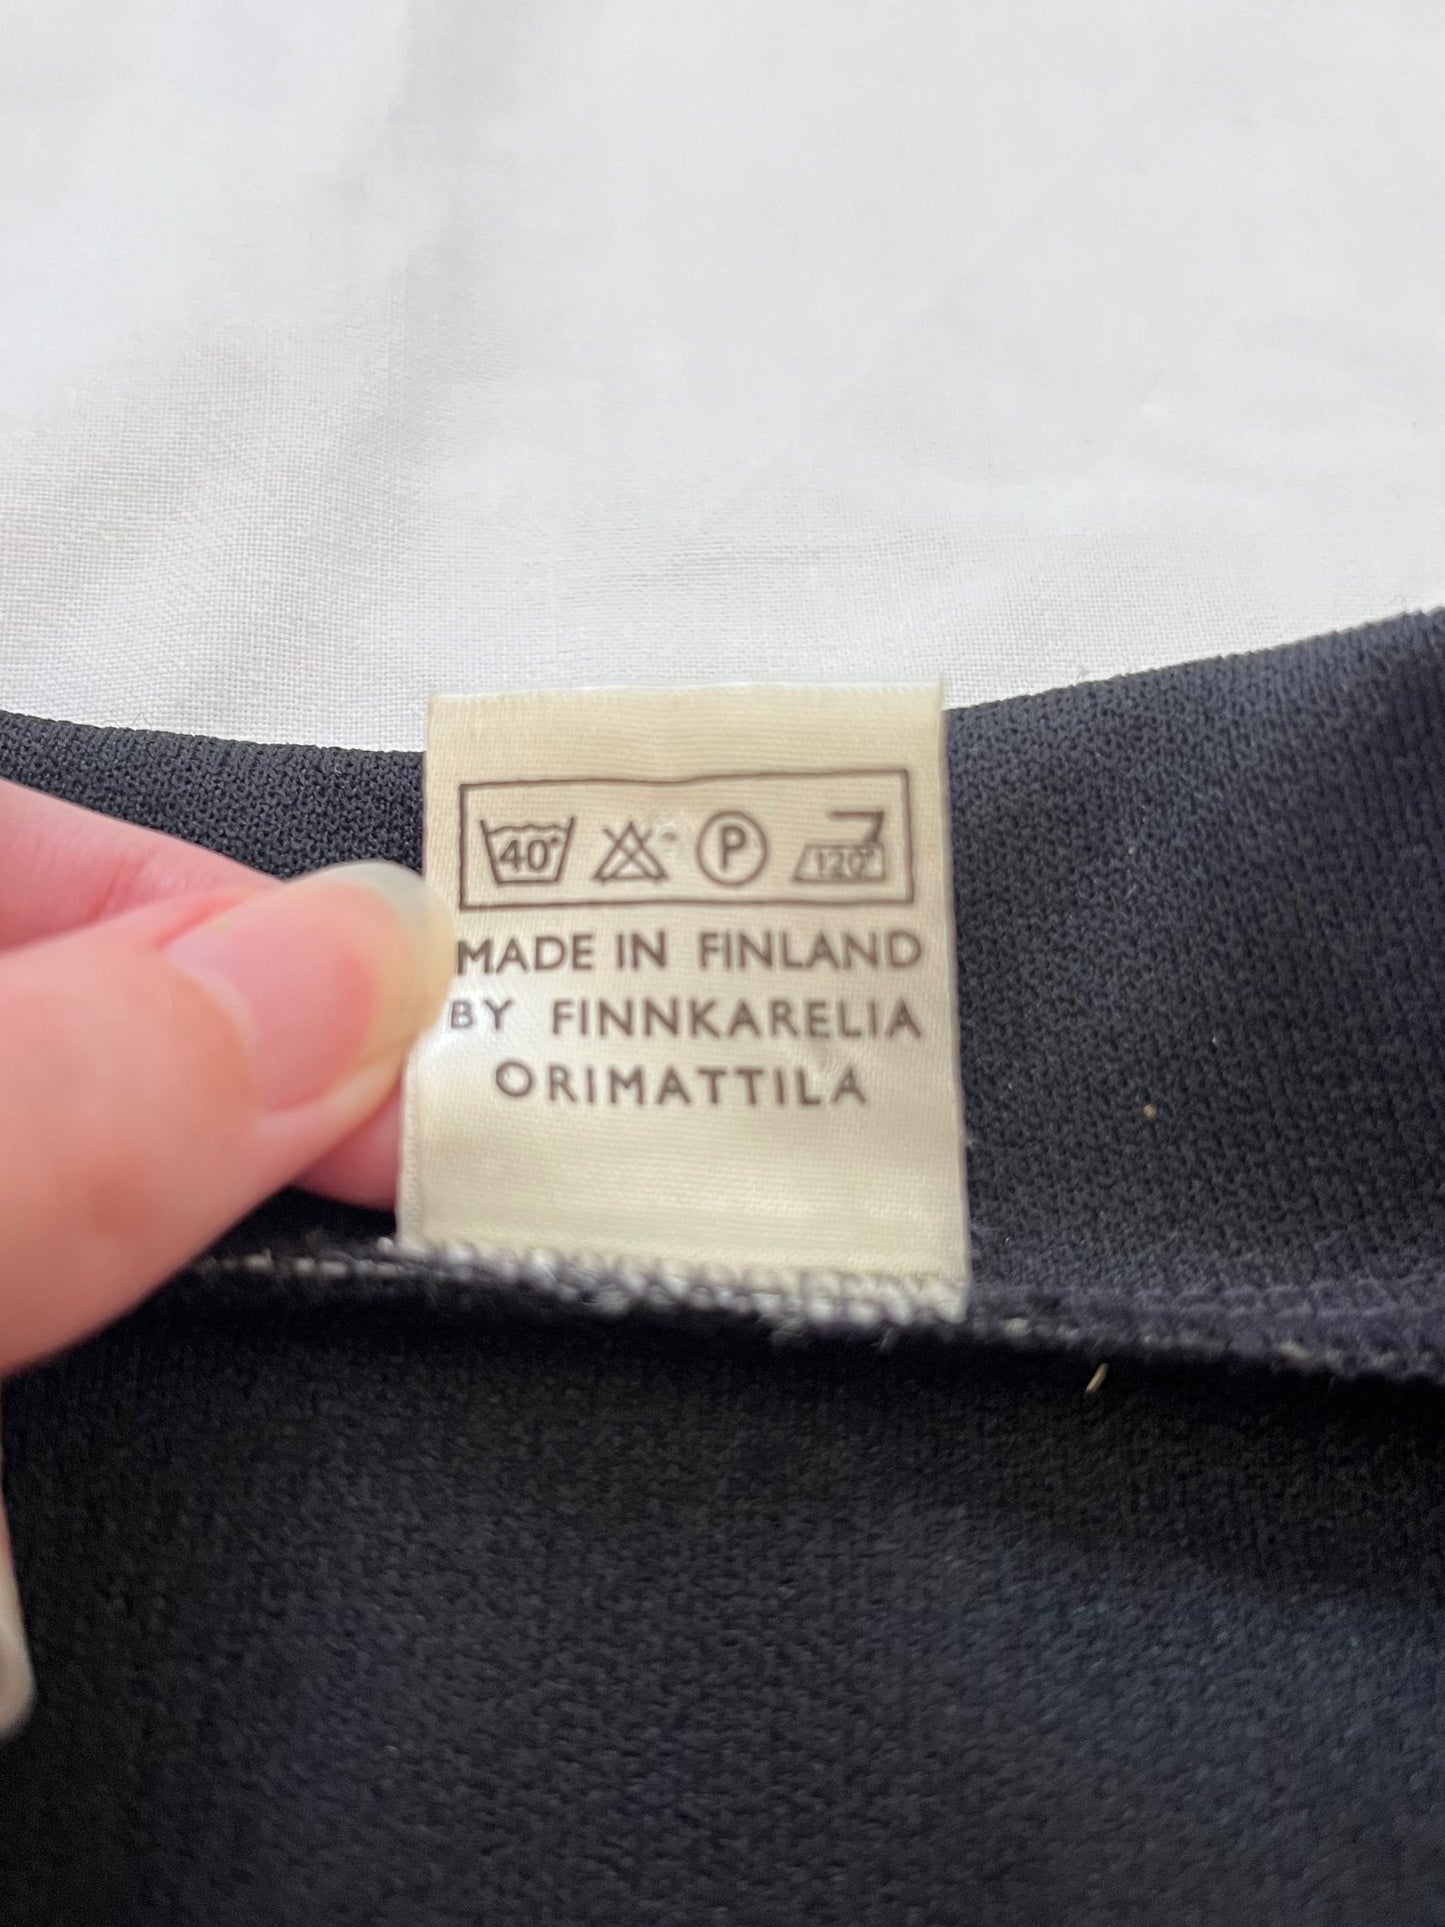 40°
P
120°
MADE IN FINLAND
BY FINNKARELIA
ORIMATTILA